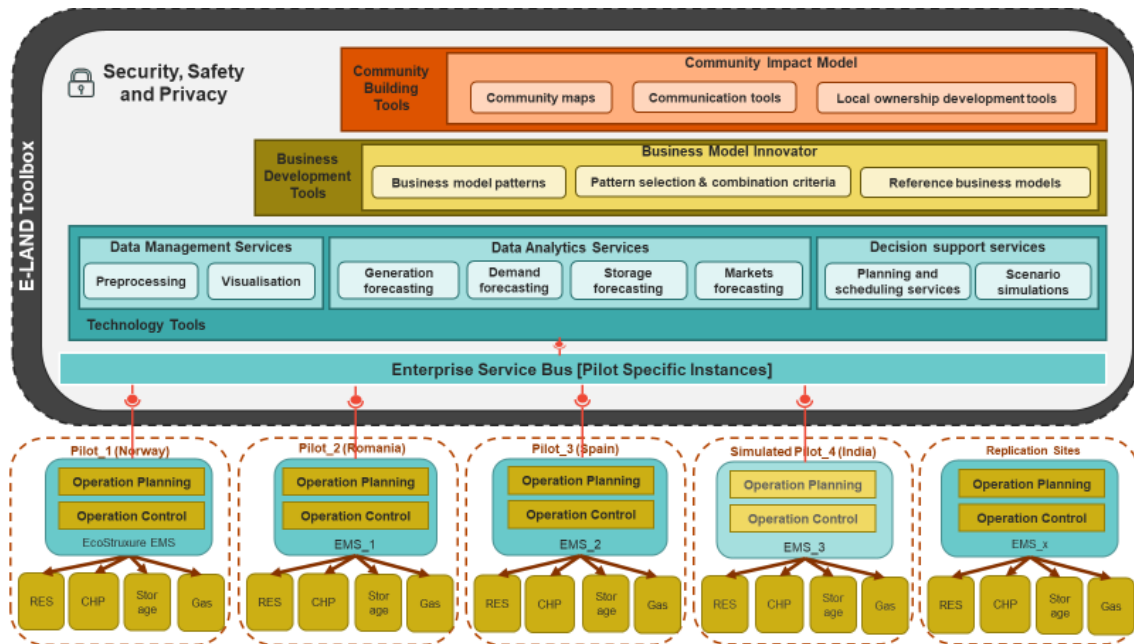 E-LAND Toolbox
Security, Safety
and Privacy
Community
Building
Tools
Community Impact Model
Community maps
Communication tools
Local ownership development tools
Business
Development
Tools
Business Model Innovator
Business model patterns
Pattern selection & combination criteria
Reference business models
Data Management Services
Preprocessing
Visualisation
Data Analytics Services
Generation
forecasting
Demand
forecasting
Storage
forecasting
Markets
forecasting
Decision support services
Planning and
scheduling services
Scenario
simulations
Technology Tools
Enterprise Service Bus [Pilot Specific Instances]
Pilot_1 (Norway)
Operation Planning
Operation Control
EcoStruxure EMS
RES
CHP
Stor
age
Gas
Pilot_2 (Romania)
Operation Planning
Operation Control
EMS_1
RES
CHP
Stor
age
Gas
Pilot_3 (Spain)
Operation Planning
Operation Control
EMS_2
RES
CHP
Stor
age
Gas
Simulated Pilot_4 (India)
Operation Planning
Operation Control
EMS_3
RES
CHP
Stor
age
Gas
Replication Sites
Operation Planning
Operation Control
EMS_x
RES
CHP
Stor
age
Gas